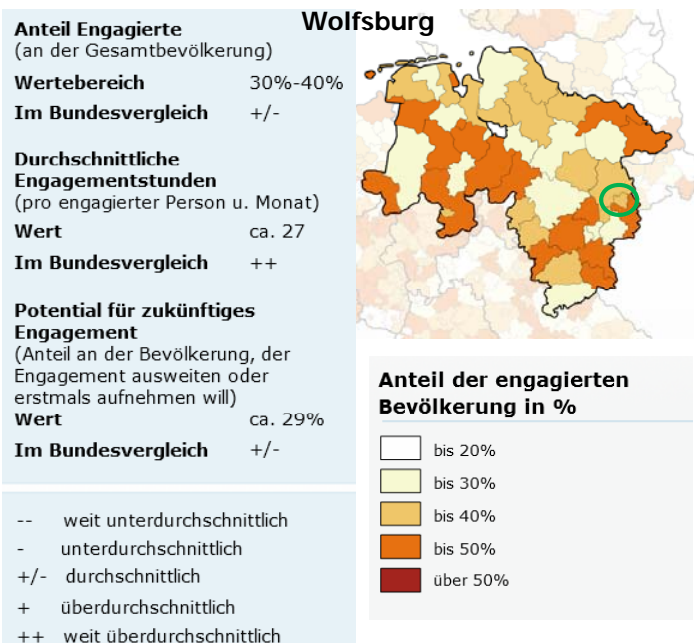 Wolfsburg
Anteil Engagierte
(an der Gesamtbevölkerung)
Wertebereich 30%-40%
Im Bundesvergleich +/-
Durchschnittliche
Engagementstunden
(pro engagierter Person u. Monat)
Wert ca. 27
Im Bundesvergleich ++
Potential für zukünftiges
Engagement
(Anteil an der Bevölkerung, der
Engagement ausweiten oder
erstmals aufnehmen will)
Wert ca. 29%
Im Bundesvergleich +/-
-- weit unterdurchschnittlich
- unterdurchschnittlich
+/- durchschnittlich
+ überdurchschnittlich
++ weit überdurchschnittlich
Anteil der engagierten
Bevölkerung in %
bis 20%
bis 30%
bis 40%
bis 50%
über 50%